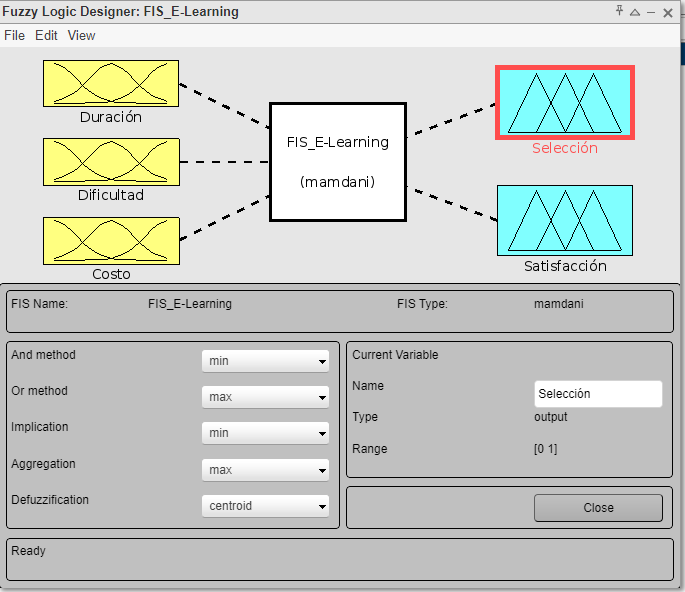 Fuzzy Logic Designer: FIS_E-Learning
File Edit View
Duración
Dificultad
Costo
FIS_E-Learning
(mamdani)
Selección
Satisfacción
FIS Name: FIS_E-Learning FIS Type: mamdani
And method min
Or method max
Implication min
Aggregation max
Defuzzification centroid
Current Variable
Name Selección
Type output
Range [0 1]
Close
Ready